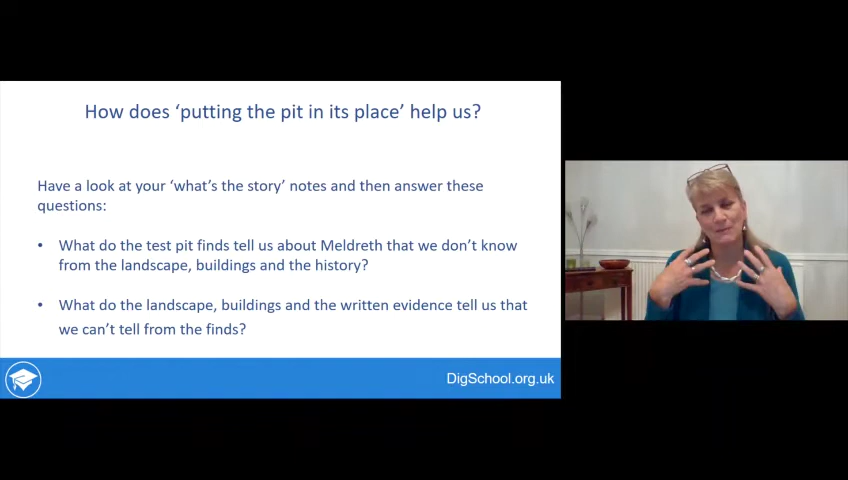 How does ‘putting the pit in its place’ help us?
Have a look at your ‘what’s the story’ notes and then answer these
questions:
• What do the test pit finds tell us about Meldreth that we don’t know
from the landscape, buildings and the history?
• What do the landscape, buildings and the written evidence tell us that
we can’t tell from the finds?
DigSchool.org.uk